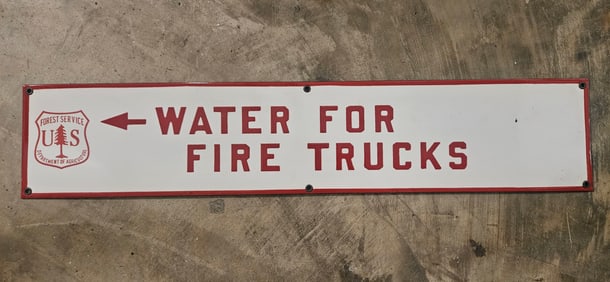 FOREST SERVICE
U S
DEPARTMENT OF AGRICULTURE
WATER FOR
FIRE TRUCKS